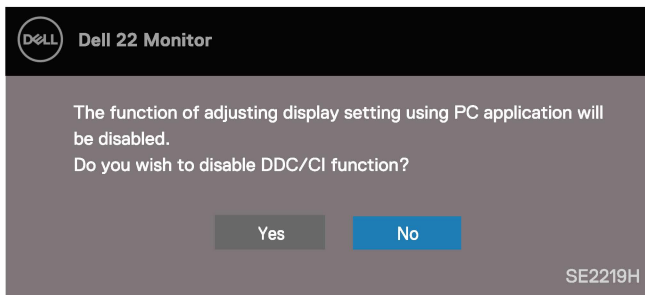 DELL
Dell 22 Monitor
The function of adjusting display setting using PC application will
be disabled.
Do you wish to disable DDC/CI function?
Yes No
SE2219H